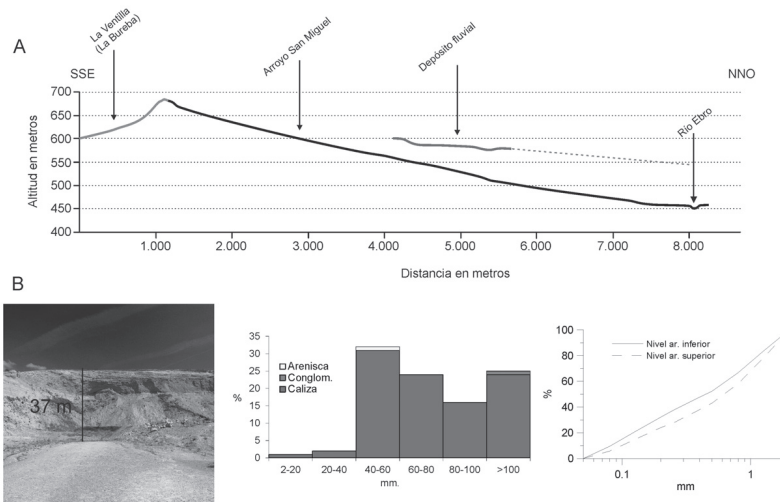 A
La Ventilla
(La Bureba)
Arroyo San Miguel
Depósito fluvial
Río Ebro
SSE
NNO
Altitud en metros
700
650
600
550
500
450
400
1.000
2.000
3.000
4.000
5.000
6.000
7.000
8.000
Distancia en metros
B
37 m
35
30
25
20
15
10
5
0
%
Arenisca
Conglom.
Caliza
2-20
20-40
40-60
60-80
80-100
>100
mm.
100
80
60
40
20
0
%
Nivel ar. inferior
Nivel ar. superior
0.1
1
mm